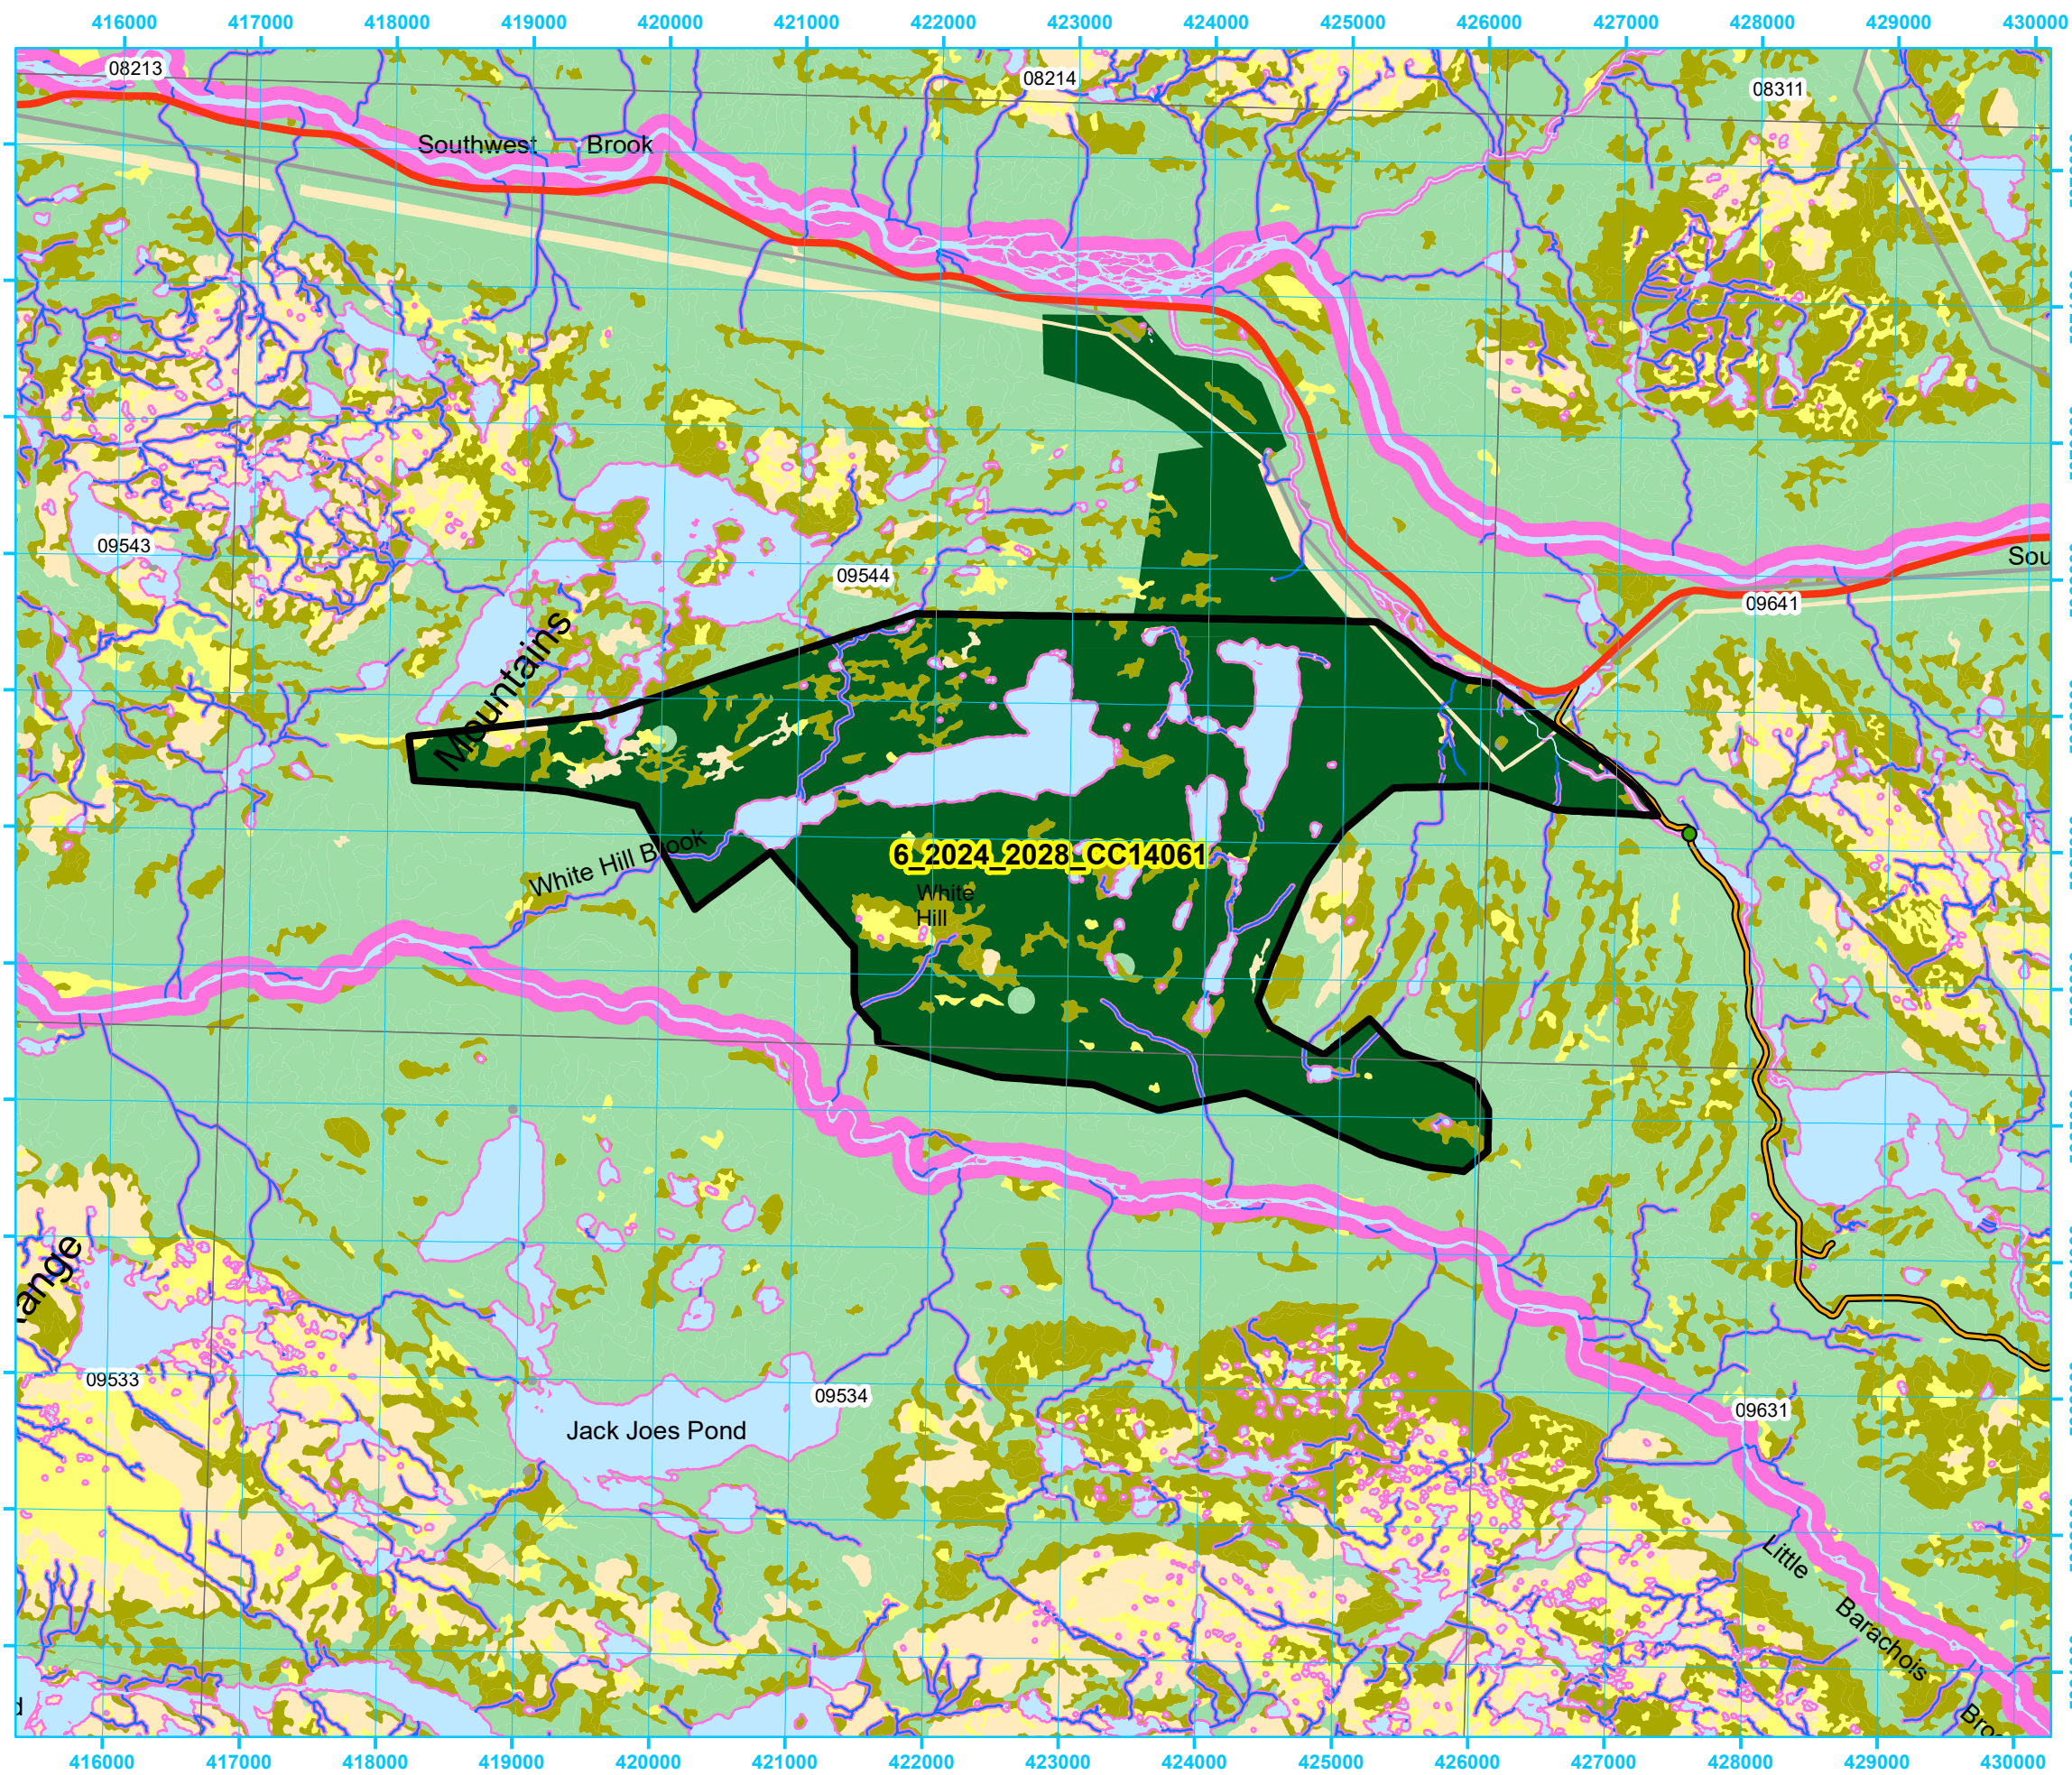 416000 417000 418000 419000 420000 421000 422000 423000 424000 425000 426000 427000 428000 429000 430000
08213
08214
08311
Southwest Brook
09543
09544
Sou
09641
Mountains
White Hill Brook
6_2024_2028_CC14061
White
Hill
ange
09533
09534
Jack Joes Pond
09631
Little
Barachois
Broo
d
416000 417000 418000 419000 420000 421000 422000 423000 424000 425000 426000 427000 428000 429000 430000